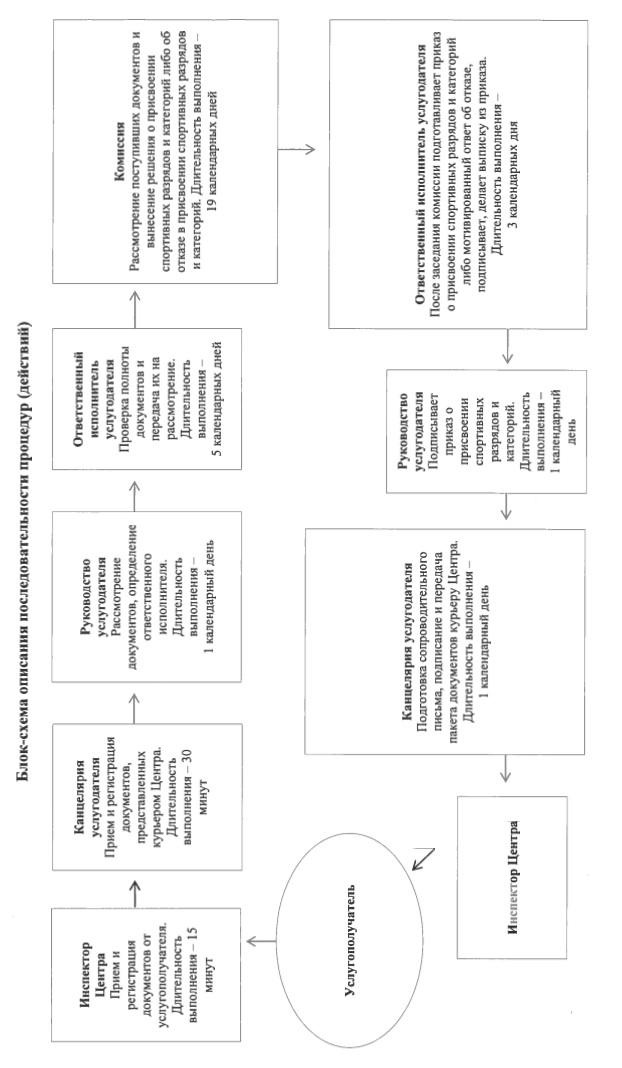 Блок-схема описания последовательности процедур (действий)
Инспектор
Центра Прием и
регистрация
документов от
услугополучателя.
Длительность
выполнения – 15
минут
Канцелярия
услугодателя
Прием и регистрация
документов,
представленных
курьером Центра.
Длительность
выполнения – 30
минут
Руководство
услугодателя
Рассмотрение
документов, определение
ответственного
исполнителя.
Длительность
выполнения –
1 календарный день
Ответственный
исполнитель
услугодателя
Проверка полноты
документов и
передача их на
рассмотрение.
Длительность
выполнения –
5 календарных дней
Комиссия
Рассмотрение поступивших документов и
вынесение решения о присвоении
спортивных разрядов и категорий либо об
отказе в присвоении спортивных разрядов
и категорий. Длительность выполнения –
19 календарных дней
Ответственный исполнитель услугодателя
После заседания комиссии подготавливает приказ
о присвоении спортивных разрядов и категорий
либо мотивированный ответ об отказе,
подписывает, делает выписку из приказа.
Длительность выполнения –
3 календарных дня
Руководство
услугодателя
Подписывает
приказ о
присвоении
спортивных
разрядов и
категорий.
Длительность
выполнения –
1 календарный
день
Канцелярия услугодателя
Подготовка сопроводительного
письма, подписание и передача
пакета документов курьеру Центра.
Длительность выполнения –
1 календарный день
Инспектор Центра
Услугополучатель